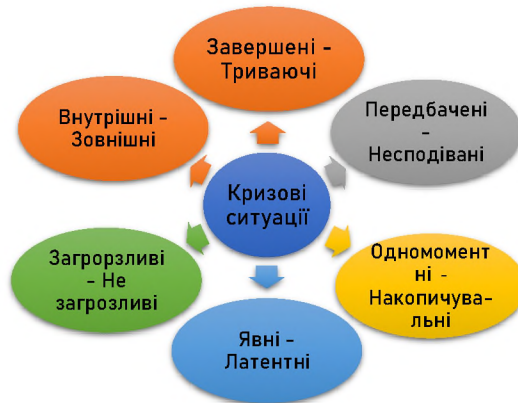 Завершені -
Триваючі
Внутрішні -
Зовнішні
Передбачені
-
Несподівані
Кризові
ситуації
Загрорзливі
- Не
загрозливі
Одномомент
ні -
Накопичува-
льні
Явні -
Латентні